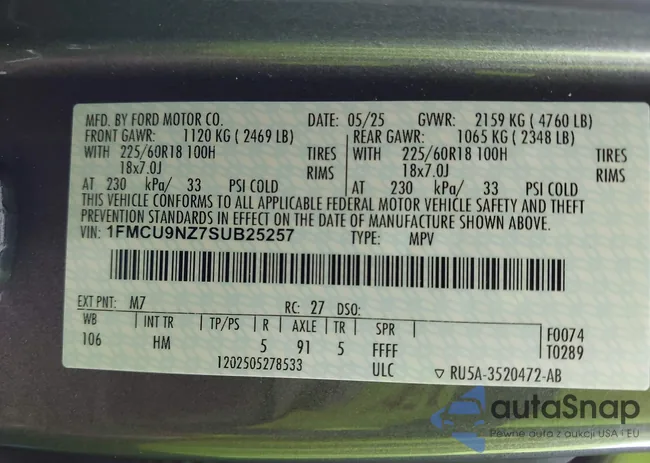 MFD. BY FORD MOTOR CO. DATE: 05/25 GVWR: 2159 KG ( 4760 LB)
FRONT GAWR: 1120 KG ( 2469 LB) REAR GAWR: 1065 KG ( 2348 LB)
WITH 225/60R18 100H TIRES WITH 225/60R18 100H TIRES
18x7.0J RIMS 18x7.0J RIMS
AT 230 kPa/ 33 PSI COLD AT 230 kPa/ 33 PSI COLD
THIS VEHICLE CONFORMS TO ALL APPLICABLE FEDERAL MOTOR VEHICLE SAFETY AND THEFT
PREVENTION STANDARDS IN EFFECT ON THE DATE OF MANUFACTURE SHOWN ABOVE.
VIN: 1FMCU9NZ7SUB25257 TYPE: MPV
EXT PNT: M7 RC: 27 DSO:
WB INT TR TP/PS R AXLE TR SPR F0074
106 HM 5 91 5 FFFF T0289
1202505278533 ULC ▽ RU5A-3520472-AB
autaSnap
Pewne auta z aukcji USA i EU